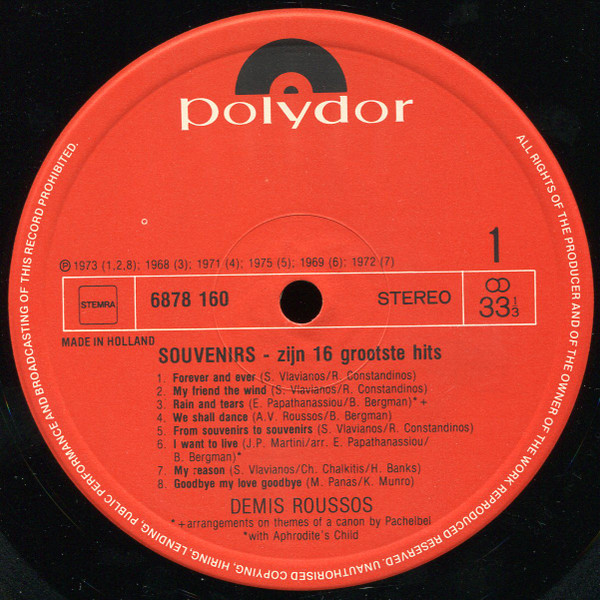 polydor
ALL RIGHTS OF THE PRODUCER AND OF THE OWNER OF THE WORK REPRODUCED RESERVED. UNAUTHORISED COPYING, HIRING, LENDING, PUBLIC PERFORMANCE AND BROADCASTING OF THIS RECORD PROHIBITED.
1
℗ 1973 (1,2,8); 1968 (3); 1971 (4); 1975 (5); 1969 (6); 1972 (7)
STEMRA
6878 160
STEREO
33 1/3
MADE IN HOLLAND
SOUVENIRS - zijn 16 grootste hits
1. Forever and ever (S. Vlavianos/R. Constandinos)
2. My friend the wind (S. Vlavianos/R. Constandinos)
3. Rain and tears (E. Papathanassiou/B. Bergman)*+
4. We shall dance (A.V. Roussos/B. Bergman)
5. From souvenirs to souvenirs (S. Vlavianos/R. Constandinos)
6. I want to live (J.P. Martini/arr. E. Papathanassiou/
B. Bergman)*
7. My reason (S. Vlavianos/Ch. Chalkitis/H. Banks)
8. Goodbye my love goodbye (M. Panas/K. Munro)
DEMIS ROUSSOS
*+arrangements on themes of a canon by Pachelbel
*with Aphrodite's Child